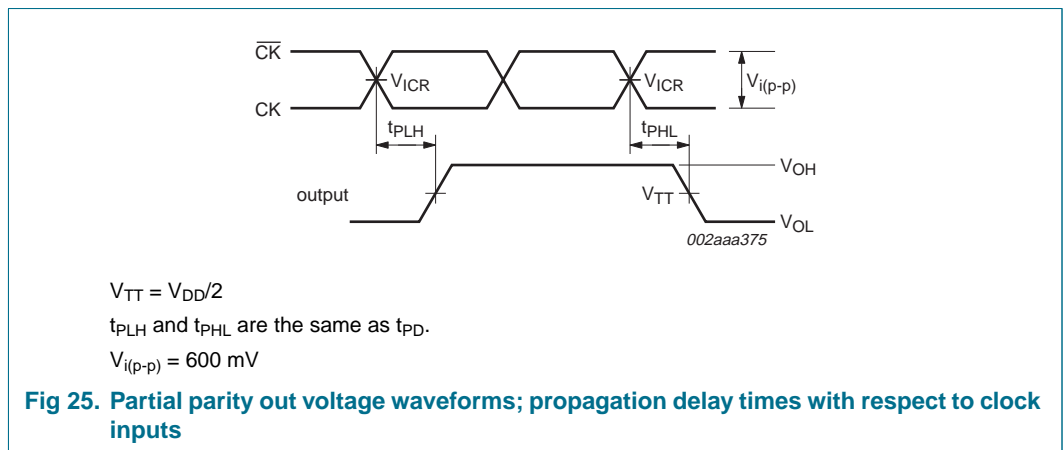 CK
VICR VICR Vi(p-p)
CK
tPLH tPHL
VOH
output VTT
VOL
002aaa375
VTT = VDD/2
tPLH and tPHL are the same as tPD.
Vi(p-p) = 600 mV
Fig 25. Partial parity out voltage waveforms; propagation delay times with respect to clock
inputs